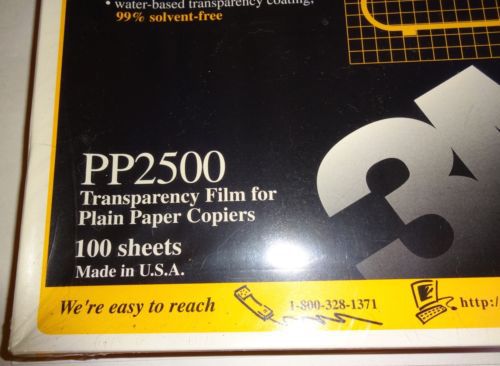 • water-based transparency coating,
99% solvent-free
3M
PP2500
Transparency Film for
Plain Paper Copiers
100 sheets
Made in U.S.A.
We're easy to reach
1-800-328-1371
http:/